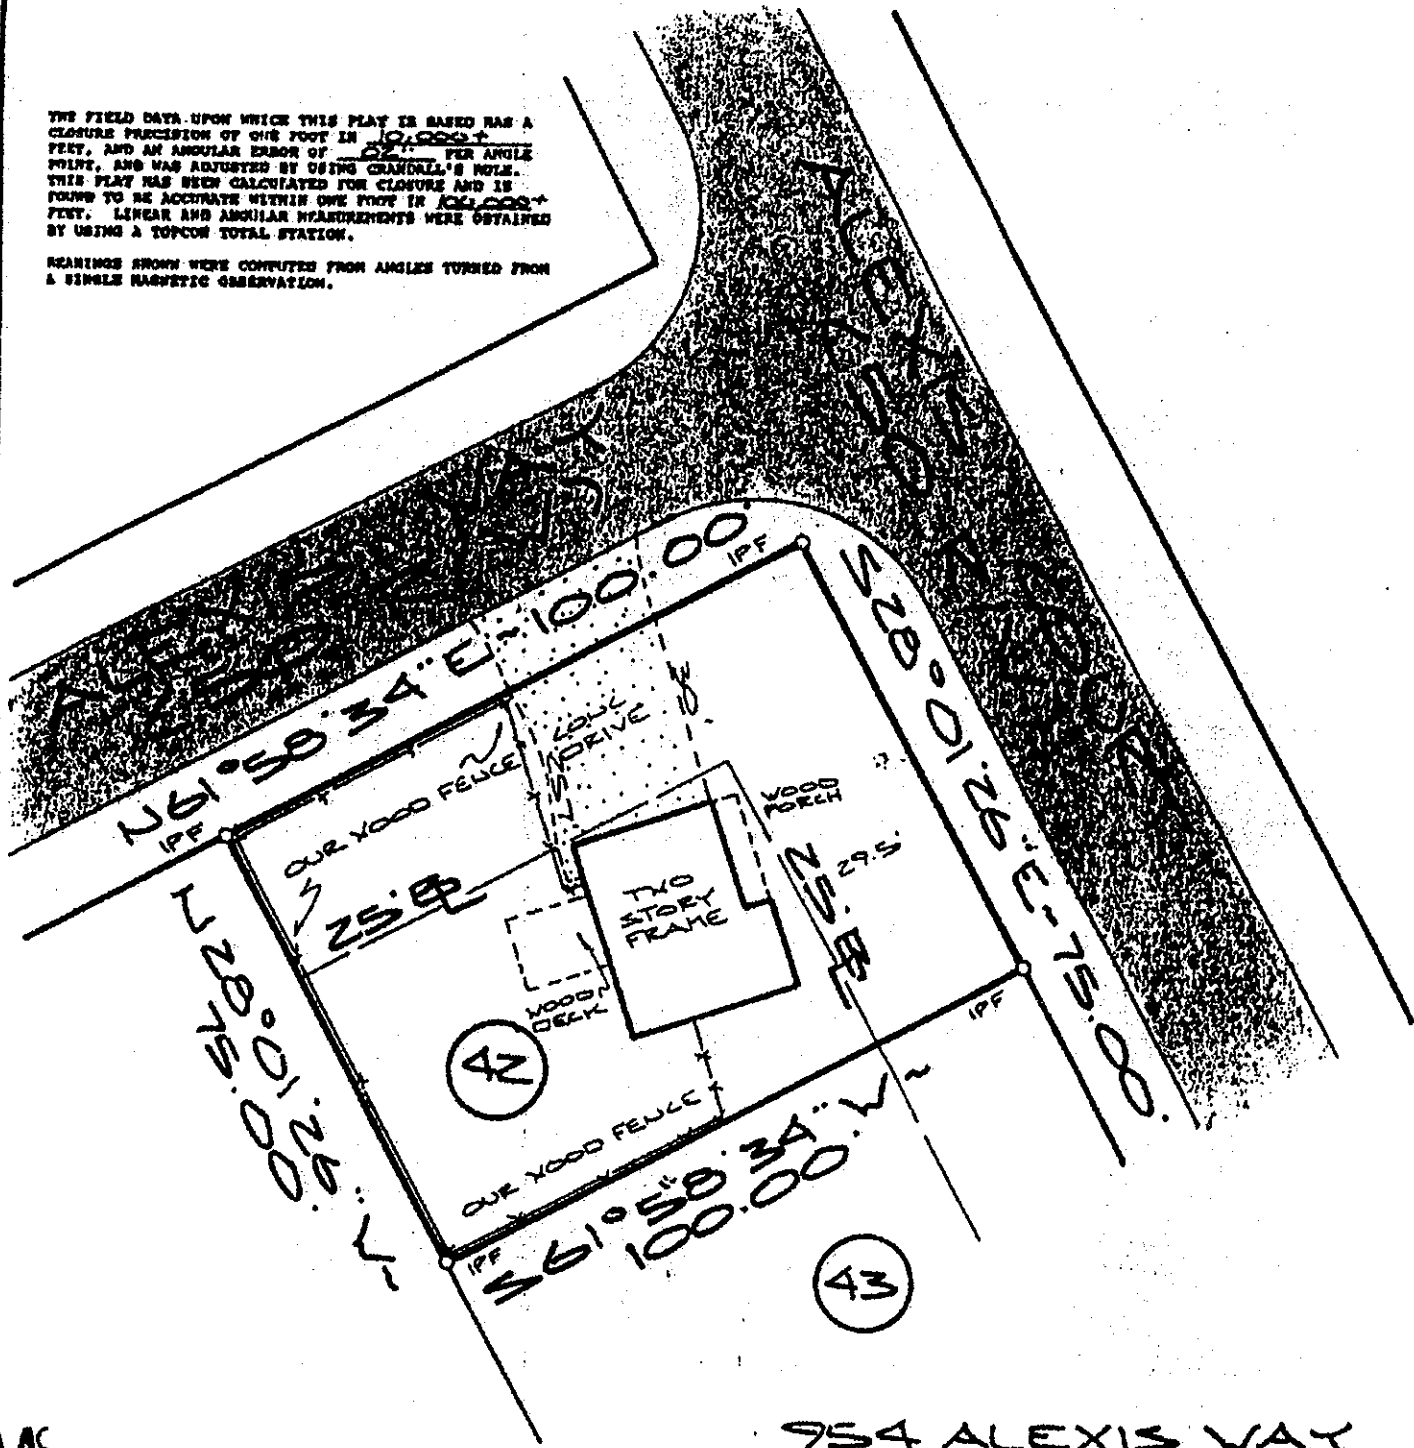 THE FIELD DATA UPON WHICH THIS PLAT IS BASED HAS A
CLOSURE PRECISION OF ONE FOOT IN 10,000+
FEET, AND AN ANGULAR ERROR OF 02" PER ANGLE
POINT, AND WAS ADJUSTED BY USING CRANDALL'S RULE.
THIS PLAT HAS BEEN CALCULATED FOR CLOSURE AND IS
FOUND TO BE ACCURATE WITHIN ONE FOOT IN 100,000+
FEET. LINEAR AND ANGULAR MEASUREMENTS WERE OBTAINED
BY USING A TOPCON TOTAL STATION.
BEARINGS SHOWN WERE COMPUTED FROM ANGLES TURNED FROM
A SINGLE MAGNETIC OBSERVATION.
ALEXIS
ALEXIS WAY
N61°58'34"E~100.00'
IPF
IPF
S28°01'26"E~75.00'
CONC
DRIVE
OUR WOOD FENCE
WOOD
PORCH
25'BL
29.5'
25'BL
TWO
STORY
FRAME
WOOD
DECK
N28°01'26"W~
75.00'
42
IPF
OUR WOOD FENCE
IPF
S61°58'34"W~
100.00'
43
954 ALEXIS WAY